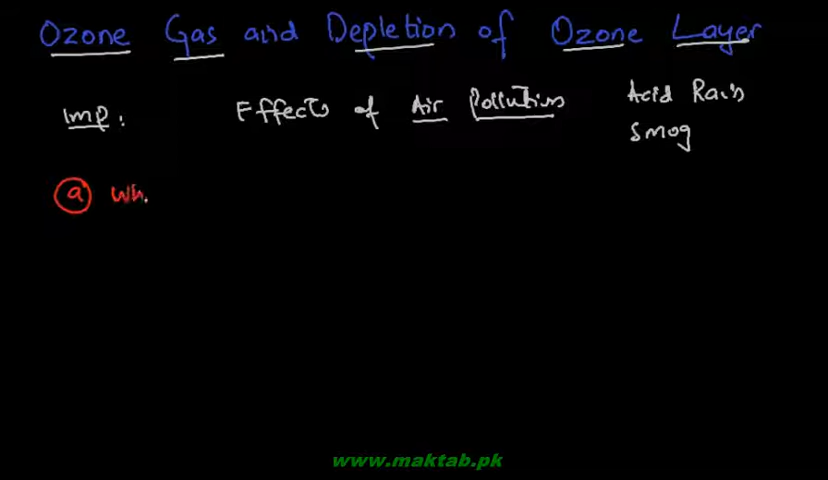 Ozone Gas and Depletion of Ozone Layer
Imp: Effects of Air Pollution Acid Rain
Smog
a Wh
www.maktab.pk